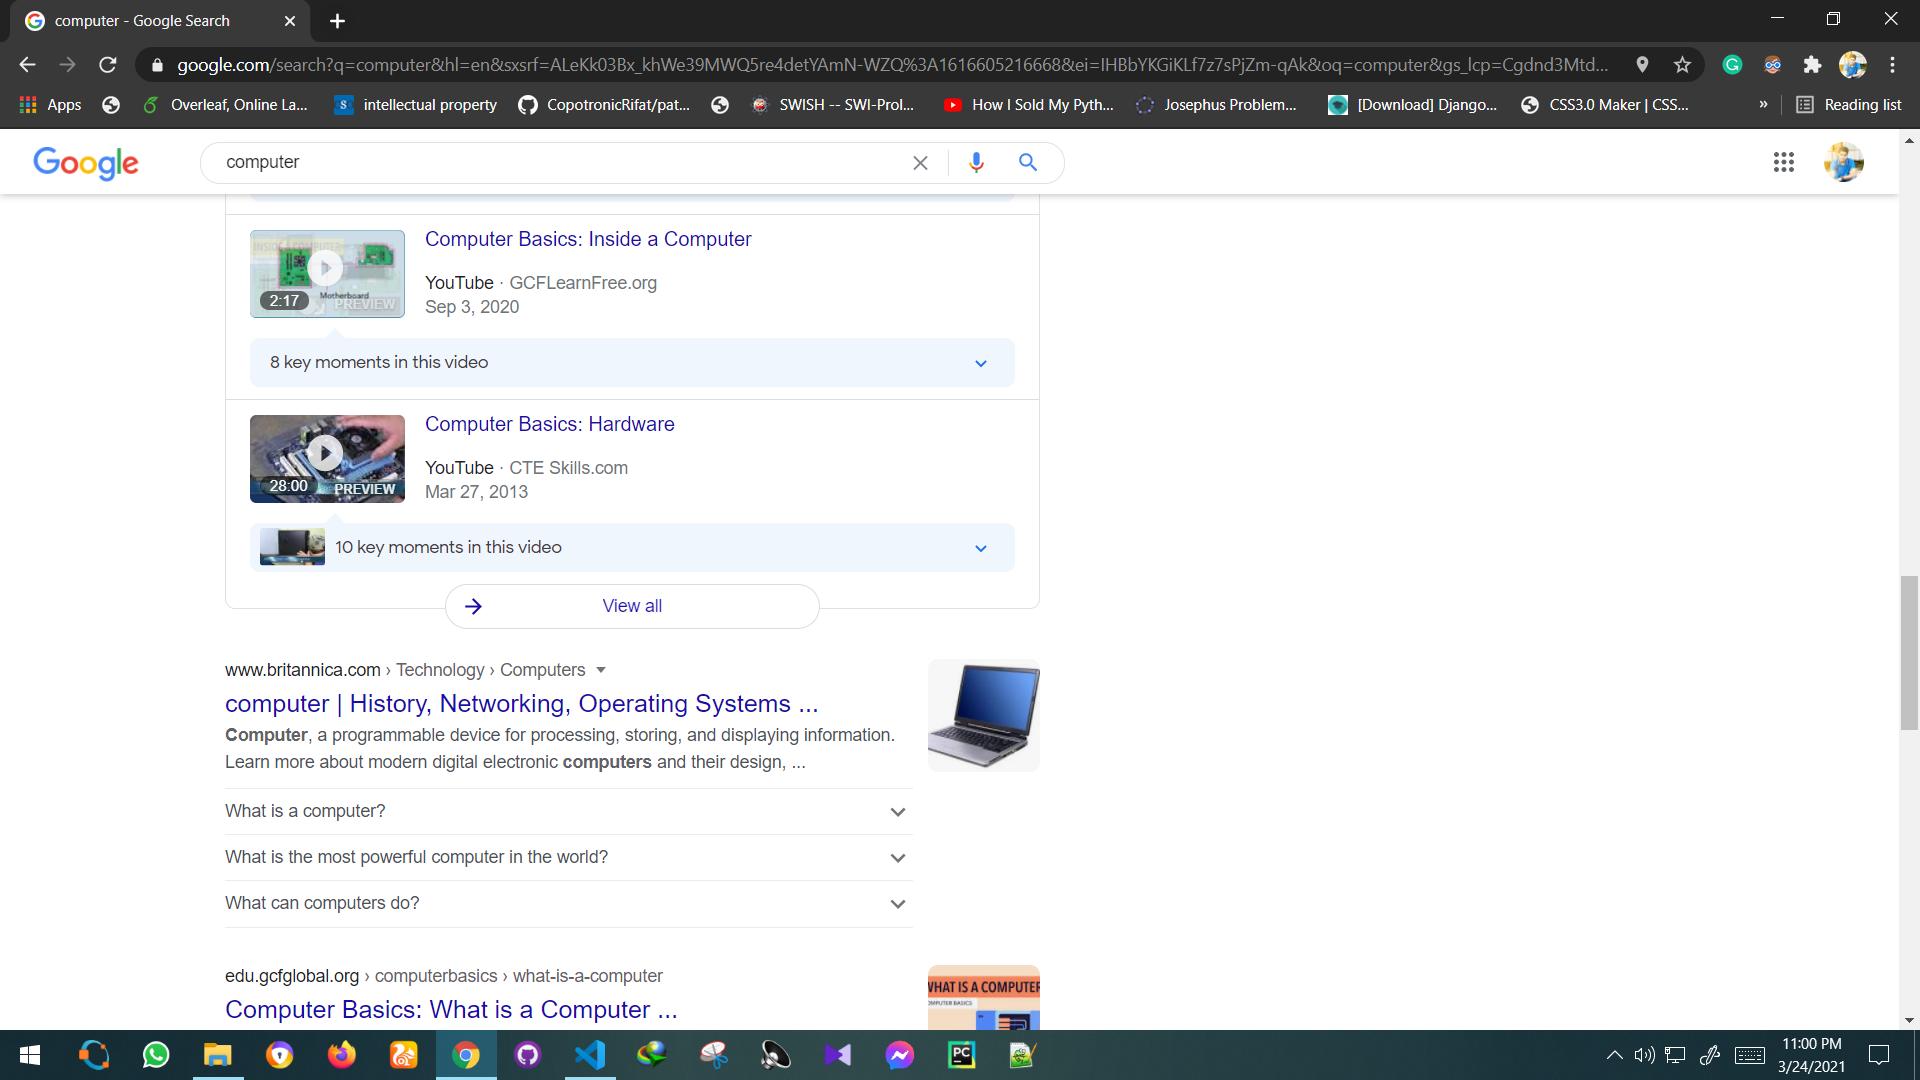 computer - Google Search
google.com/search?q=computer&hl=en&sxsrf=ALeKk03Bx_khWe39MWQ5re4detYAmN-WZQ%3A1616605216668&ei=IHBbYKGiKLf7z7sPjZm-qAk&oq=computer&gs_lcp=Cgdnd3Mtd...
Apps Overleaf, Online La... S intellectual property CopotronicRifat/pat... SWISH -- SWI-Prol... How I Sold My Pyth... Josephus Problem... [Download] Django... CSS3.0 Maker | CSS... » Reading list
Google computer
Computer Basics: Inside a Computer
YouTube · GCFLearnFree.org
Sep 3, 2020
INSIDE A COMPUTER
Motherboard
2:17 PREVIEW
8 key moments in this video
Computer Basics: Hardware
YouTube · CTE Skills.com
Mar 27, 2013
28:00 PREVIEW
10 key moments in this video
View all
www.britannica.com › Technology › Computers
computer | History, Networking, Operating Systems ...
Computer, a programmable device for processing, storing, and displaying information.
Learn more about modern digital electronic computers and their design, ...
What is a computer?
What is the most powerful computer in the world?
What can computers do?
edu.gcfglobal.org › computerbasics › what-is-a-computer
Computer Basics: What is a Computer ...
WHAT IS A COMPUTER
COMPUTER BASICS
PC
11:00 PM
3/24/2021